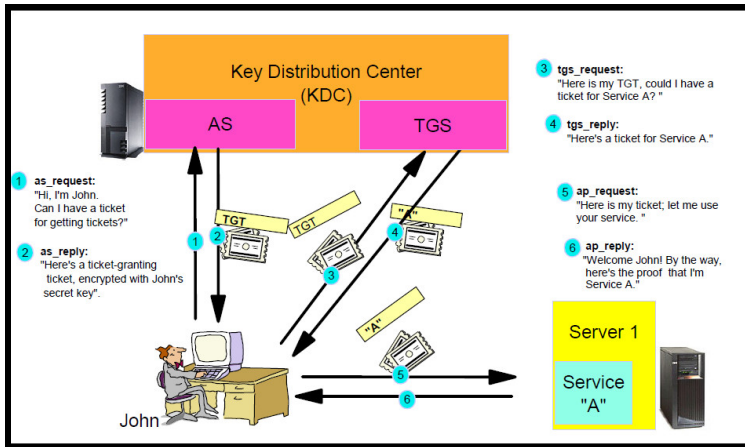 Key Distribution Center
(KDC)
AS
TGS
1
as_request:
"Hi, I'm John.
Can I have a ticket
for getting tickets?"
2
as_reply:
"Here's a ticket-granting
ticket, encrypted with John's
secret key".
3
tgs_request:
"Here is my TGT, could I have a
ticket for Service A? "
4
tgs_reply:
"Here's a ticket for Service A."
5
ap_request:
"Here is my ticket; let me use
your service. "
6
ap_reply:
"Welcome John! By the way,
here's the proof that I'm
Service A."
TGT
TGT
"A"
1
2
3
4
"A"
5
6
John
Server 1
Service
"A"